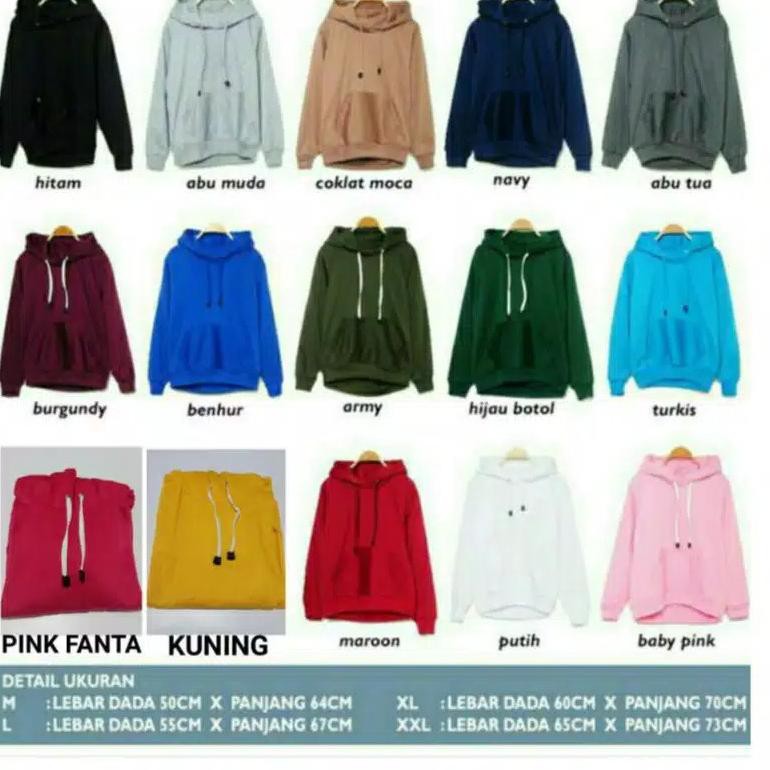 hitam abu muda coklat moca navy abu tua
burgundy benhur army hijau botol turkis
PINK FANTA KUNING maroon putih baby pink
DETAIL UKURAN
M :LEBAR DADA 50CM X PANJANG 64CM XL :LEBAR DADA 60CM X PANJANG 70CM
L :LEBAR DADA 55CM X PANJANG 67CM XXL :LEBAR DADA 65CM X PANJANG 73CM